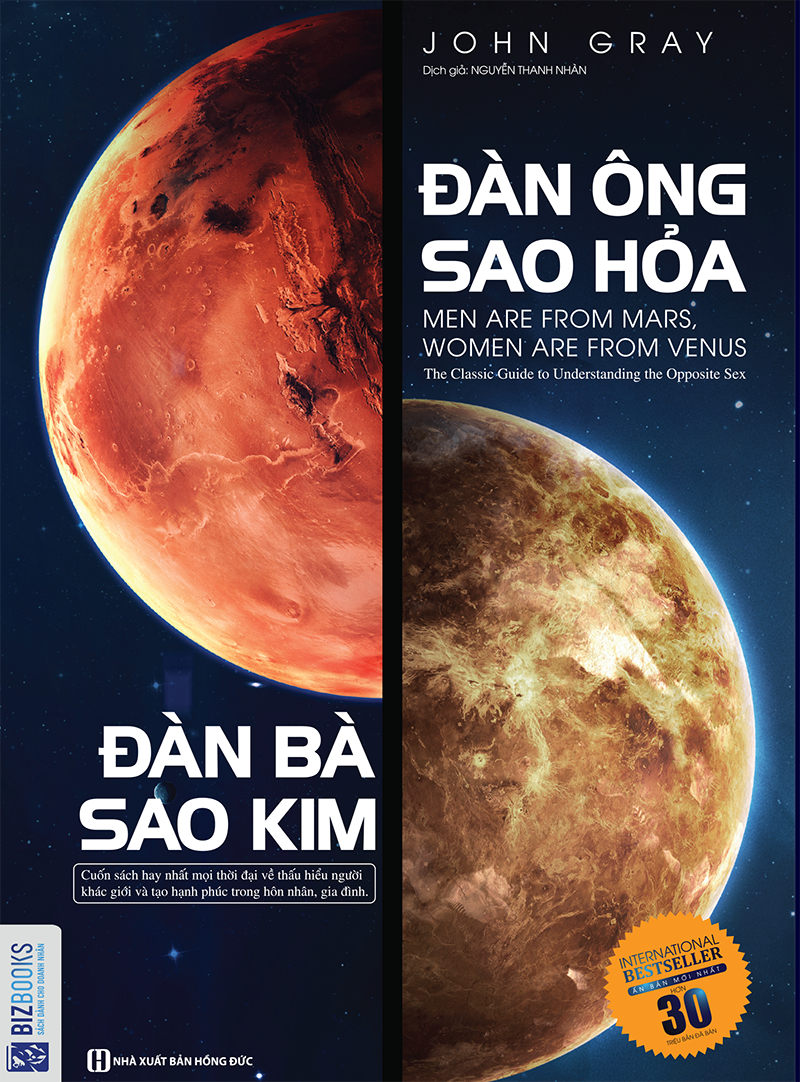 JOHN GRAY
Dịch giả: NGUYỄN THANH NHÀN
ĐÀN ÔNG
SAO HỎA
MEN ARE FROM MARS,
WOMEN ARE FROM VENUS
The Classic Guide to Understanding the Opposite Sex
ĐÀN BÀ
SAO KIM
Cuốn sách hay nhất mọi thời đại về thấu hiểu người
khác giới và tạo hạnh phúc trong hôn nhân, gia đình.
BIZBOOKS
SÁCH DÀNH CHO DOANH NHÂN
NHÀ XUẤT BẢN HỒNG ĐỨC
INTERNATIONAL
BESTSELLER
ẤN BẢN MỚI NHẤT
HƠN
30
TRIỆU BẢN ĐÃ BÁN